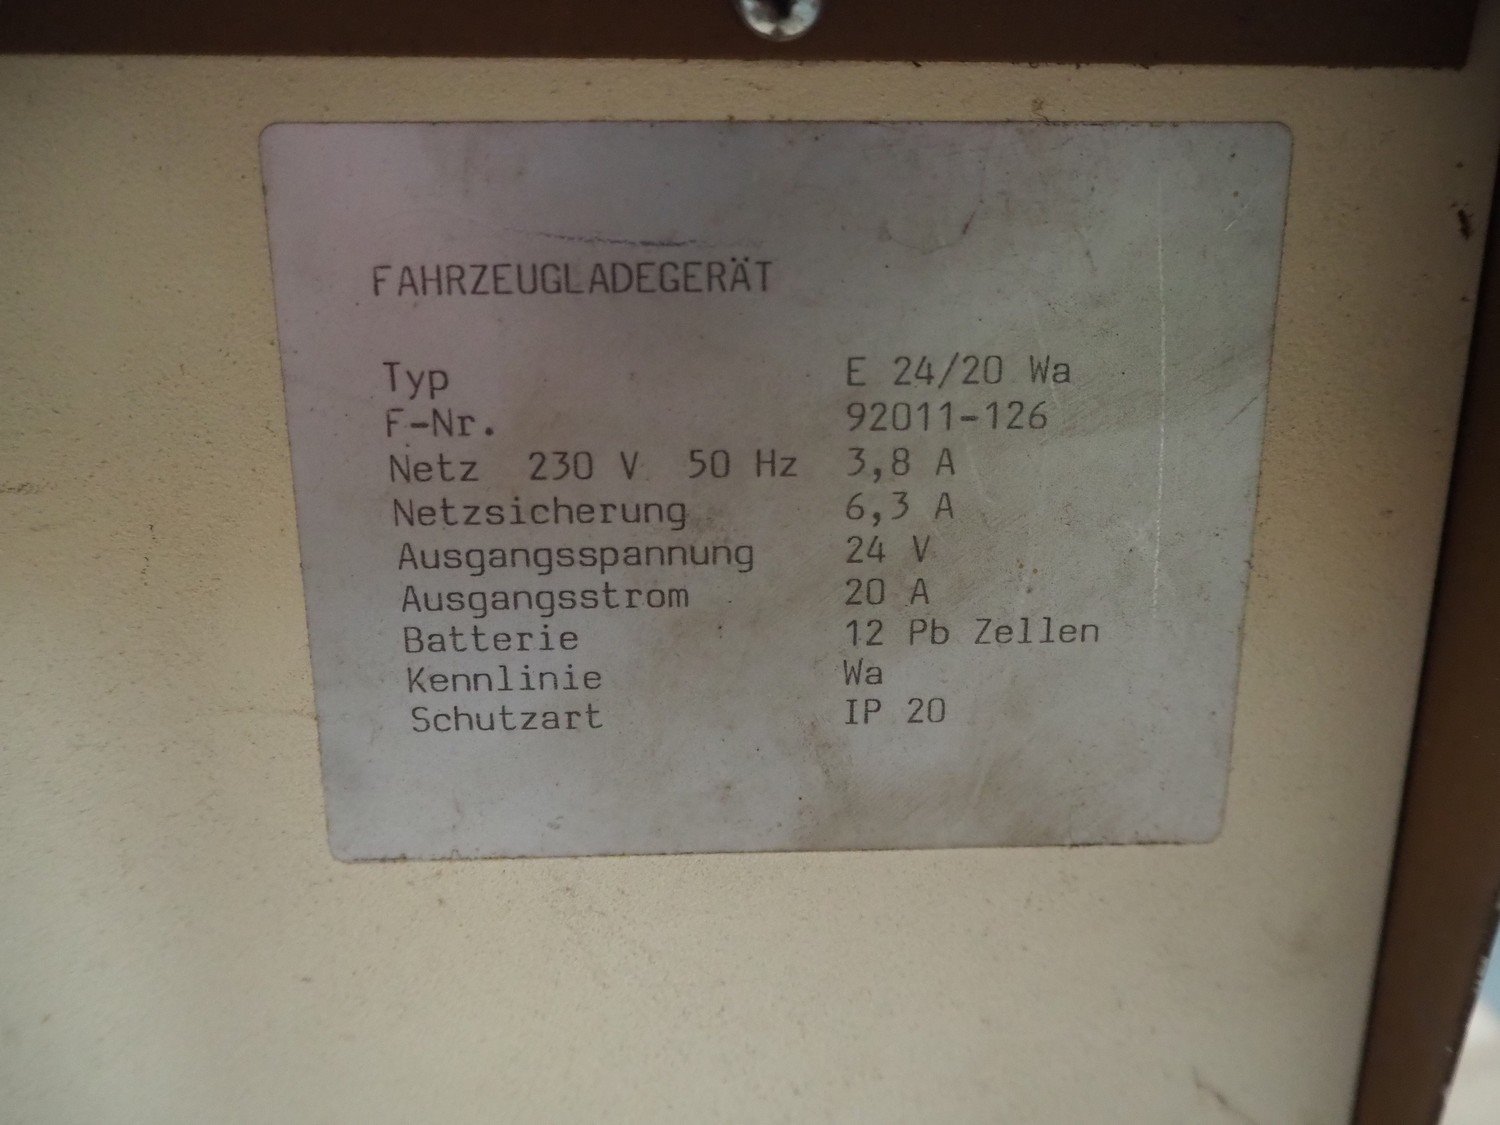 FAHRZEUGLADEGERÄT
Typ E 24/20 Wa
F-Nr. 92011-126
Netz 230 V 50 Hz 3,8 A
Netzsicherung 6,3 A
Ausgangsspannung 24 V
Ausgangsstrom 20 A
Batterie 12 Pb Zellen
Kennlinie Wa
Schutzart IP 20